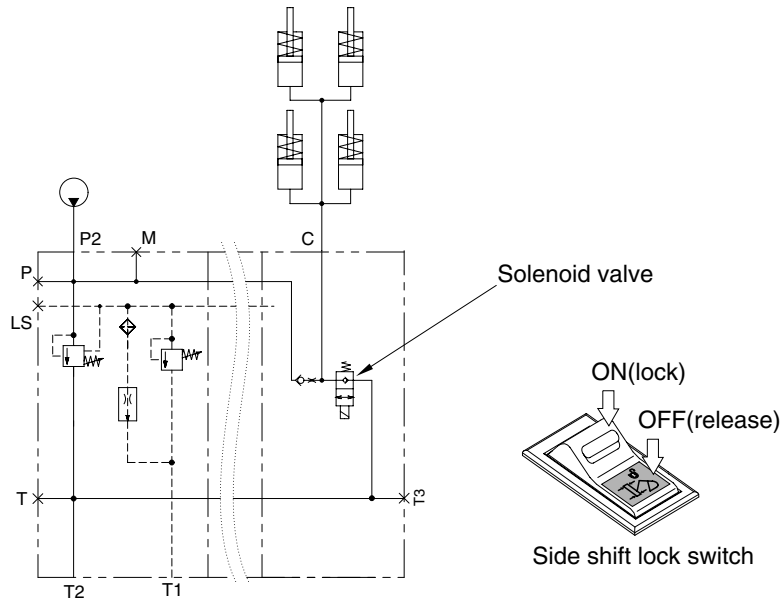 P2
M
C
P
LS
Solenoid valve
ON(lock)
OFF(release)
T
T3
T2
T1
Side shift lock switch